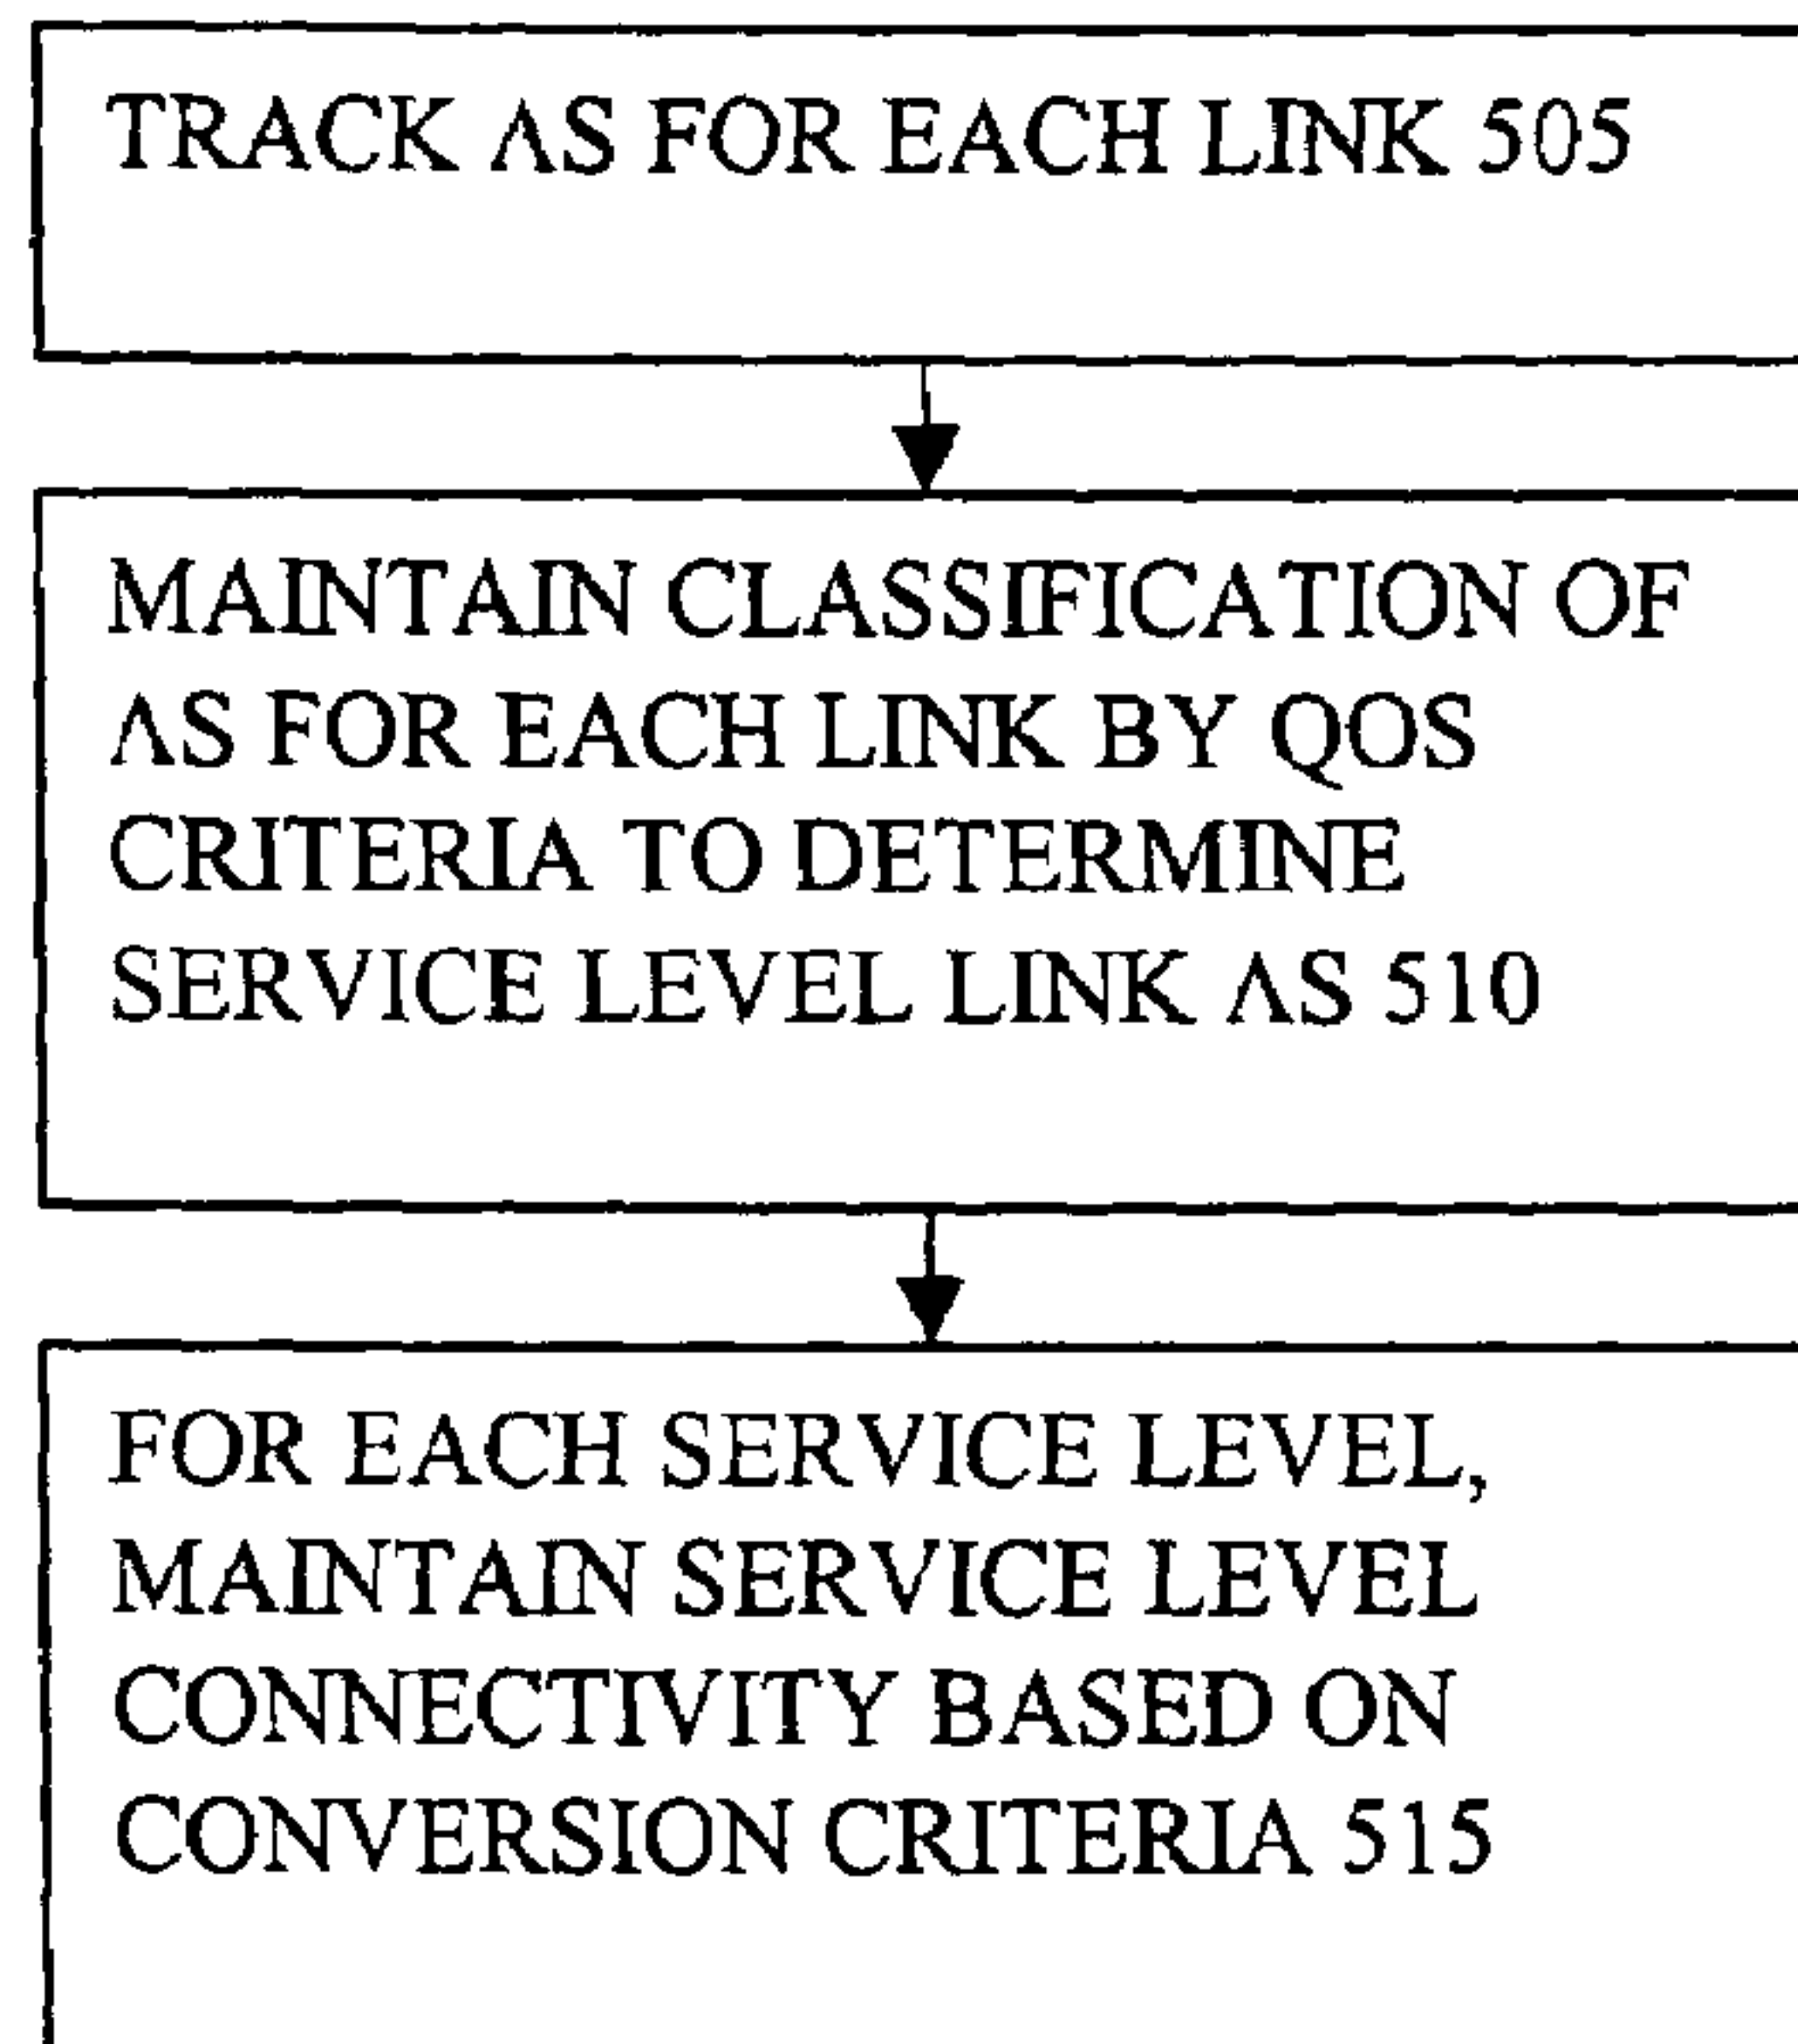 TRACK ΛS FOR EACH LINK 505
MAINTAIN CLASSIFICATION OF
ΛS FOR EACH LINK BY QOS
CRITERIA TO DETERMINE
SERVICE LEVEL LINK ΛS 510
FOR EACH SERVICE LEVEL,
MAINTAIN SERVICE LEVEL
CONNECTIVITY BASED ON
CONVERSION CRITERIA 515